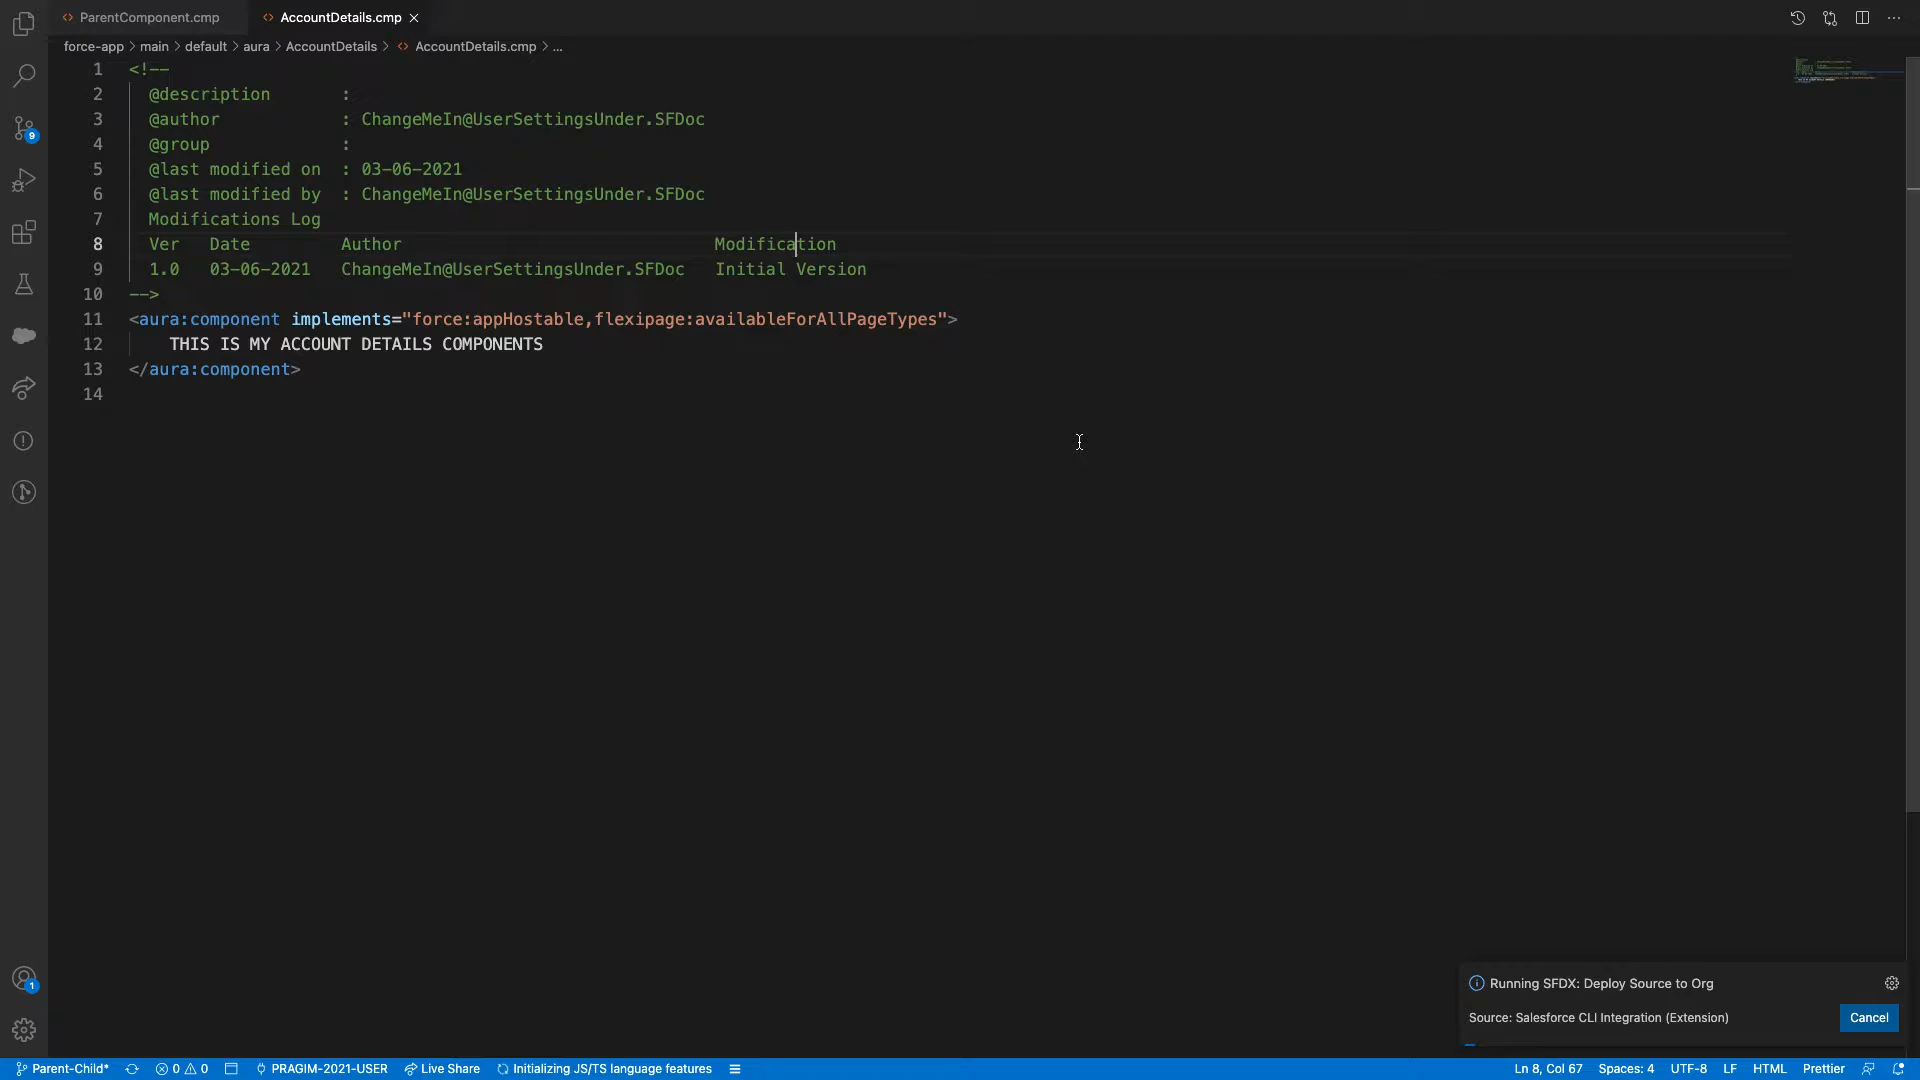 ParentComponent.cmp
AccountDetails.cmp
force-app > main > default > aura > AccountDetails > AccountDetails.cmp > ...
1 <!--
2 @description :
3 @author : ChangeMeIn@UserSettingsUnder.SFDoc
4 @group :
5 @last modified on : 03-06-2021
6 @last modified by : ChangeMeIn@UserSettingsUnder.SFDoc
7 Modifications Log
8 Ver Date Author Modification
9 1.0 03-06-2021 ChangeMeIn@UserSettingsUnder.SFDoc Initial Version
10 -->
11 <aura:component implements="force:appHostable,flexipage:availableForAllPageTypes">
12 THIS IS MY ACCOUNT DETAILS COMPONENTS
13 </aura:component>
14
9
1
Running SFDX: Deploy Source to Org
Source: Salesforce CLI Integration (Extension)
Cancel
Parent-Child* 0 0 PRAGIM-2021-USER Live Share Initializing JS/TS language features Ln 8, Col 67 Spaces: 4 UTF-8 LF HTML Prettier